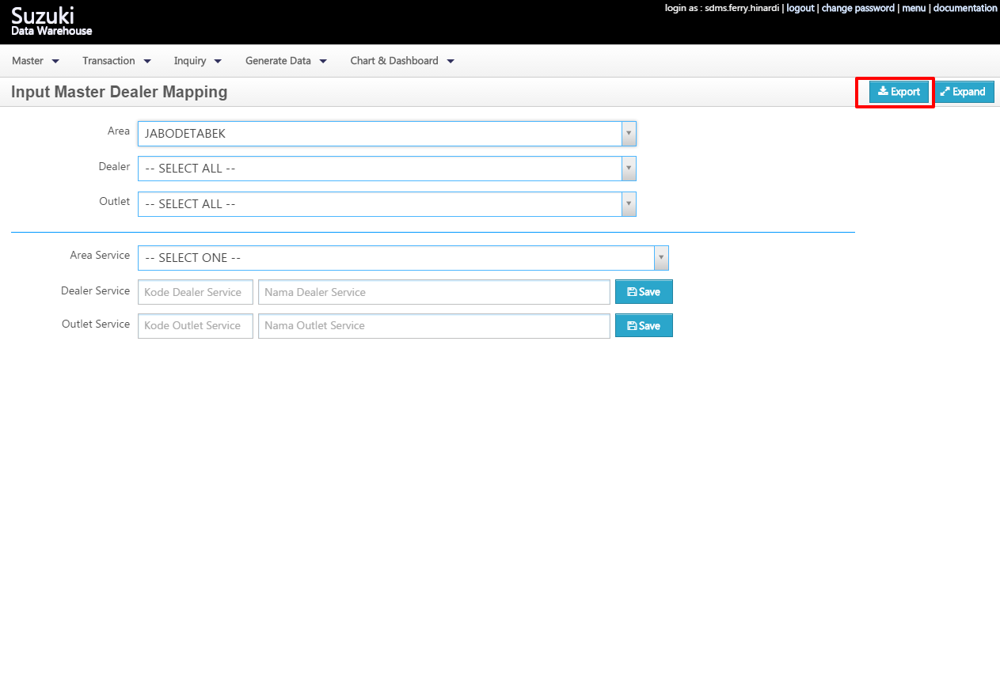 Suzuki
Data Warehouse
login as : sdms.ferry.hinardi | logout | change password | menu | documentation
Master Transaction Inquiry Generate Data Chart & Dashboard
Input Master Dealer Mapping Export Expand
Area JABODETABEK
Dealer -- SELECT ALL --
Outlet -- SELECT ALL --
Area Service -- SELECT ONE --
Dealer Service Kode Dealer Service Nama Dealer Service Save
Outlet Service Kode Outlet Service Nama Outlet Service Save